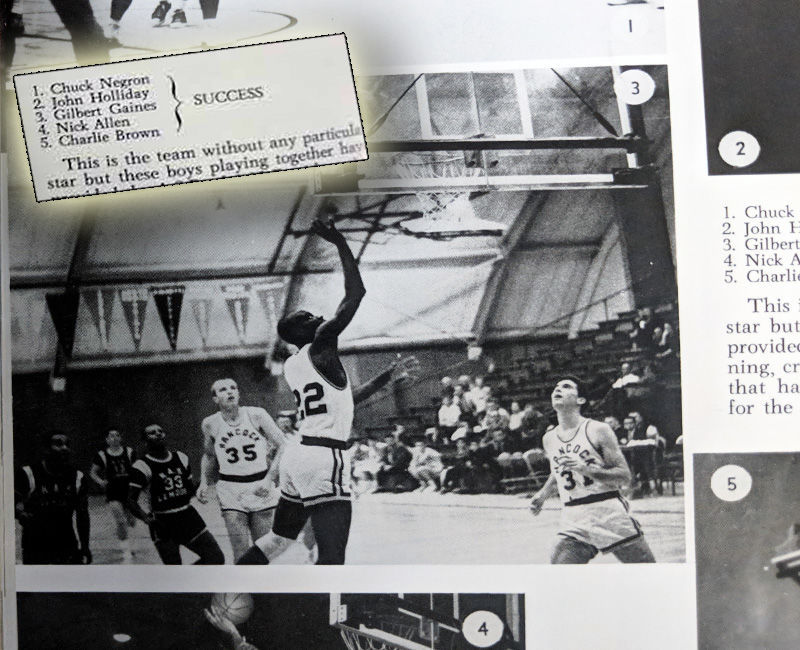 1
1. Chuck Negron
2. John Holliday
3. Gilbert Gaines
4. Nick Allen
5. Charlie Brown
SUCCESS
This is the team without any particula
star but these boys playing together hav
3
2
1. Chuck
2. John H
3. Gilbert
4. Nick A
5. Charlie
This i
star but
provided
ning, cr
that ha
for the
22
HANCOCK
35
33
HANCOCK
31
5
4